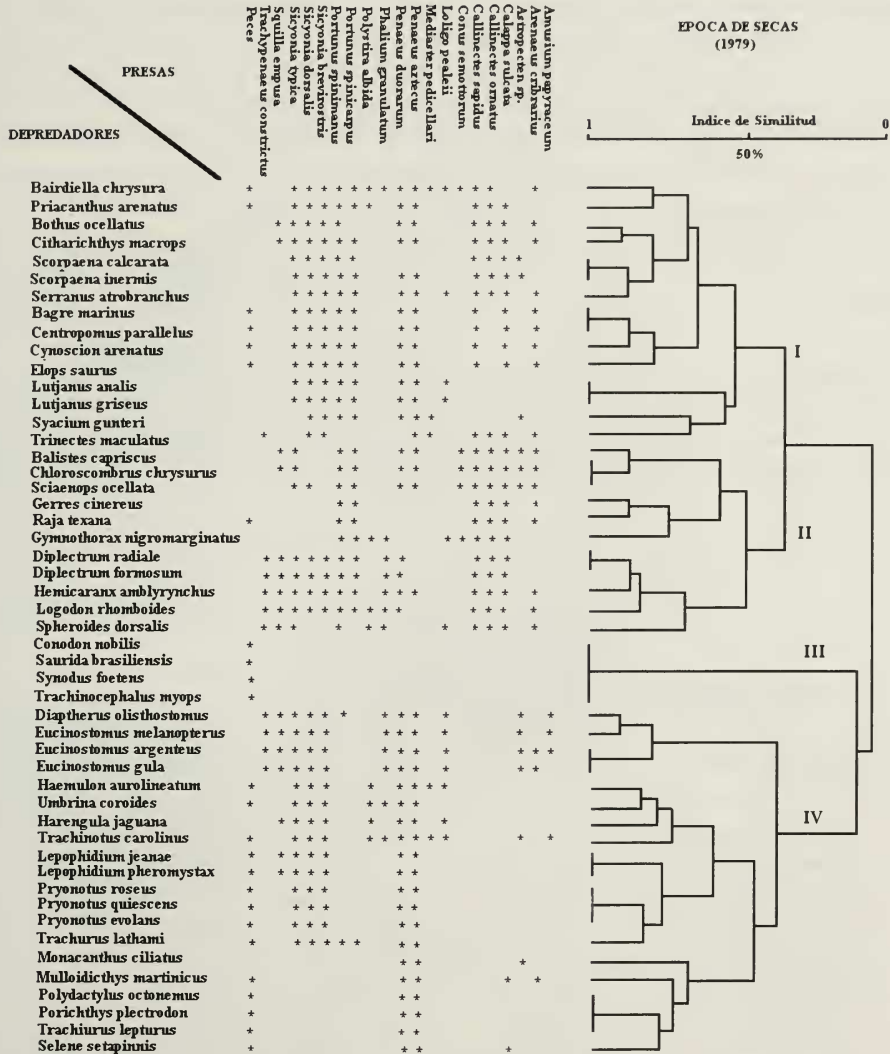 Peces
Trachypenaeus constrictus
Squilla empusa
Sicyonia typica
Sicyonia dorsalis
Sicyonia brevirostris
Portunus spinimanus
Portunus spinicarpus
Polystira albida
Phalium granulatum
Penaeus duorarum
Penaeus aztecus
Mediaster pedicellari
Loligo pealeii
Conus semottorum
Callinectes sapidus
Callinectes ornatus
Calappa sulcata
Astropecten sp.
Arenaeus cribrarius
Amusium papyraceum
EPOCA DE SECAS
(1979)
PRESAS
DEPREDADORES
1 Indice de Similitud 0
50%
Bairdiella chrysura
Priacanthus arenatus
Bothus ocellatus
Citharichthys macrops
Scorpaena calcarata
Scorpaena inermis
Serranus atrobranchus
Bagre marinus
Centropomus parallelus
Cynoscion arenatus
Elops saurus
Lutjanus analis
Lutjanus griseus
Syacium gunteri
Trinectes maculatus
Balistes capriscus
Chloroscombrus chrysurus
Sciaenops ocellata
Gerres cinereus
Raja texana
Gymnothorax nigromarginatus
Diplectrum radiale
Diplectrum formosum
Hemicaranx amblyrynchus
Logodon rhomboides
Spheroides dorsalis
Conodon nobilis
Saurida brasiliensis
Synodus foetens
Trachinocephalus myops
Diaptherus olisthostomus
Eucinostomus melanopterus
Eucinostomus argenteus
Eucinostomus gula
Haemulon aurolineatum
Umbrina coroides
Harengula jaguana
Trachinotus carolinus
Lepophidium jeanae
Lepophidium pheromystax
Pryonotus roseus
Pryonotus quiescens
Pryonotus evolans
Trachurus lathami
Monacanthus ciliatus
Mulloidicthys martinicus
Polydactylus octonemus
Porichthys plectrodon
Trachiurus lepturus
Selene setapinnis
I
II
III
IV